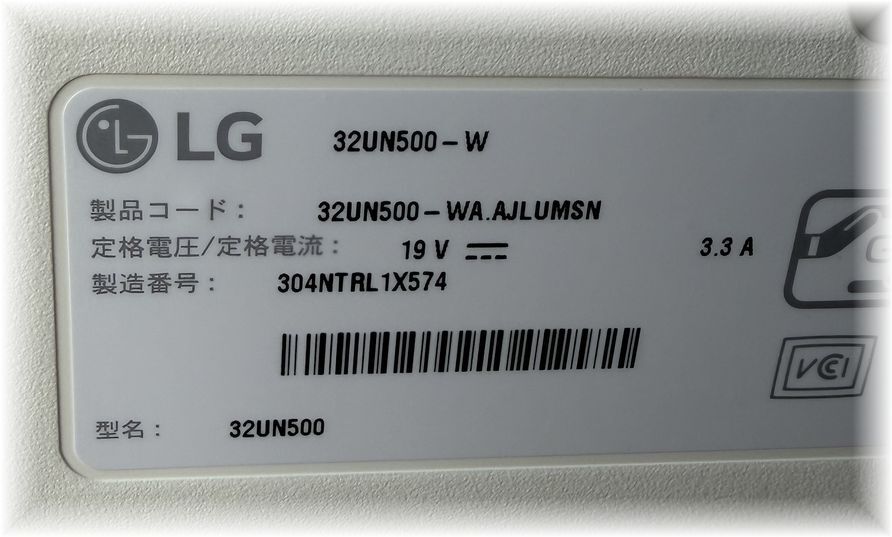 LG 32UN500-W
製品コード： 32UN500-WA.AJLUMSN
定格電圧/定格電流： 19 V 3.3 A
製造番号： 304NTRL1X574
VCCI
型名： 32UN500